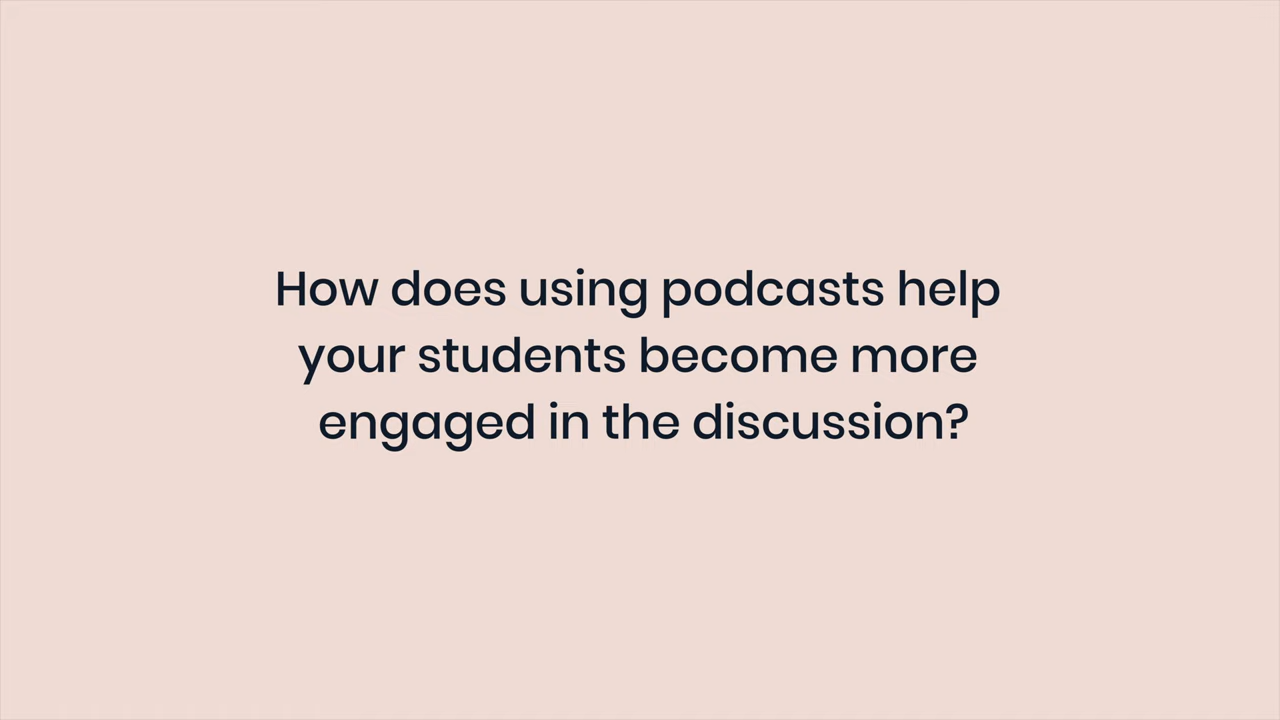 How does using podcasts help
your students become more
engaged in the discussion?